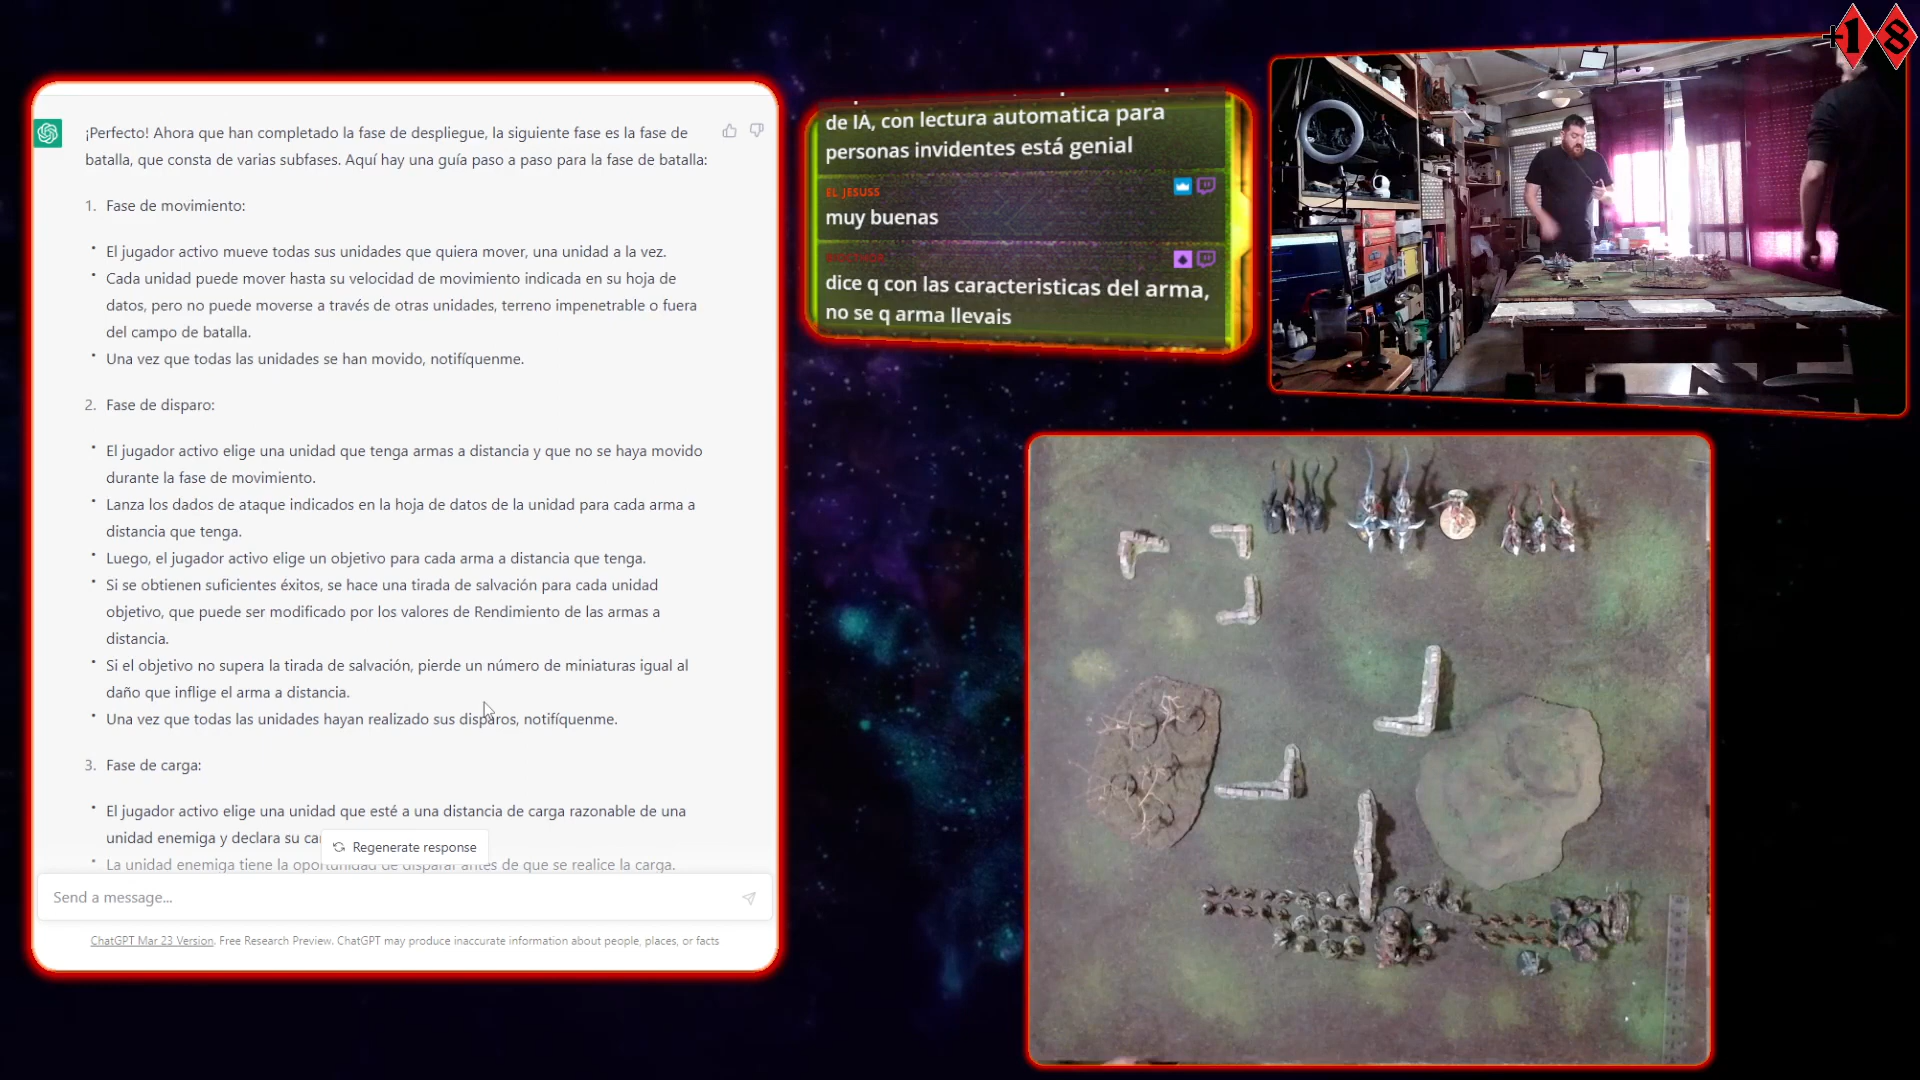 +18
¡Perfecto! Ahora que han completado la fase de despliegue, la siguiente fase es la fase de
batalla, que consta de varias subfases. Aquí hay una guía paso a paso para la fase de batalla:
1. Fase de movimiento:
• El jugador activo mueve todas sus unidades que quiera mover, una unidad a la vez.
• Cada unidad puede mover hasta su velocidad de movimiento indicada en su hoja de
datos, pero no puede moverse a través de otras unidades, terreno impenetrable o fuera
del campo de batalla.
• Una vez que todas las unidades se han movido, notifíquenme.
2. Fase de disparo:
• El jugador activo elige una unidad que tenga armas a distancia y que no se haya movido
durante la fase de movimiento.
• Lanza los dados de ataque indicados en la hoja de datos de la unidad para cada arma a
distancia que tenga.
• Luego, el jugador activo elige un objetivo para cada arma a distancia que tenga.
• Si se obtienen suficientes éxitos, se hace una tirada de salvación para cada unidad
objetivo, que puede ser modificado por los valores de Rendimiento de las armas a
distancia.
• Si el objetivo no supera la tirada de salvación, pierde un número de miniaturas igual al
daño que inflige el arma a distancia.
• Una vez que todas las unidades hayan realizado sus disparos, notifíquenme.
3. Fase de carga:
• El jugador activo elige una unidad que esté a una distancia de carga razonable de una
unidad enemiga y declara su
Regenerate response
• La unidad enemiga tiene la oportunidad de disparar antes de que se realice la carga.
Send a message...
ChatGPT Mar 23 Version. Free Research Preview. ChatGPT may produce inaccurate information about people, places, or facts
de IA, con lectura automatica para
personas invidentes está genial
EL JESUSS
muy buenas
dice q con las caracteristicas del arma,
no se q arma llevais